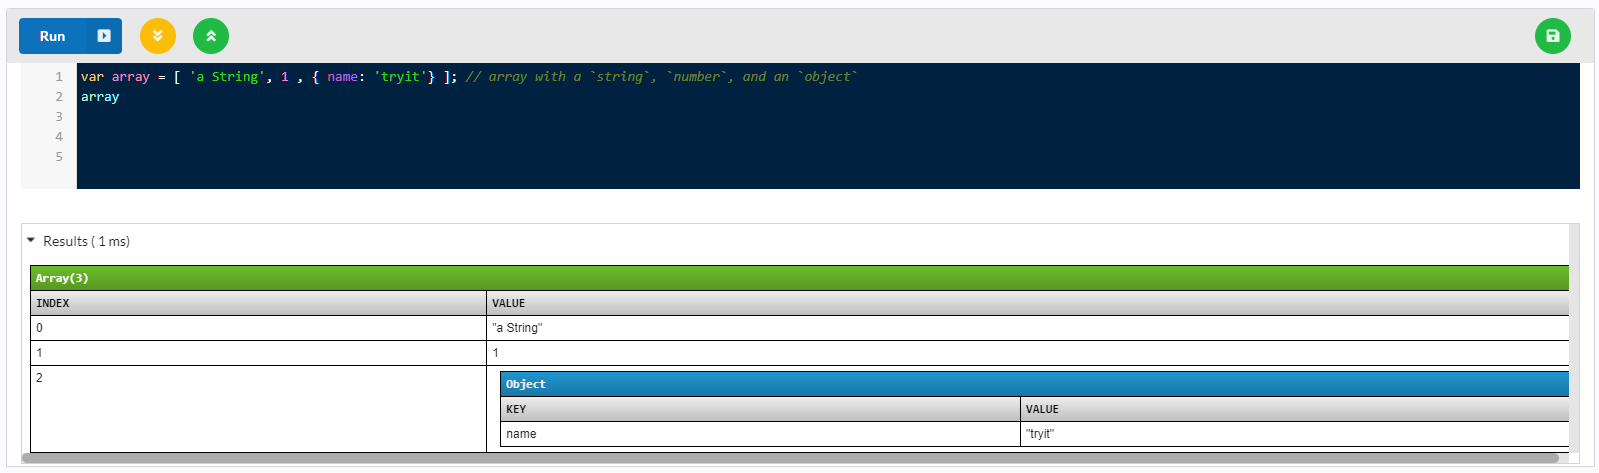 Run
1 var array = [ 'a String', 1 , { name: 'tryit'} ]; // array with a `string`, `number`, and an `object`
2 array
3
4
5
Results ( 1 ms)
Array(3)
INDEX VALUE
0 "a String"
1 1
2
Object
KEY VALUE
name "tryit"